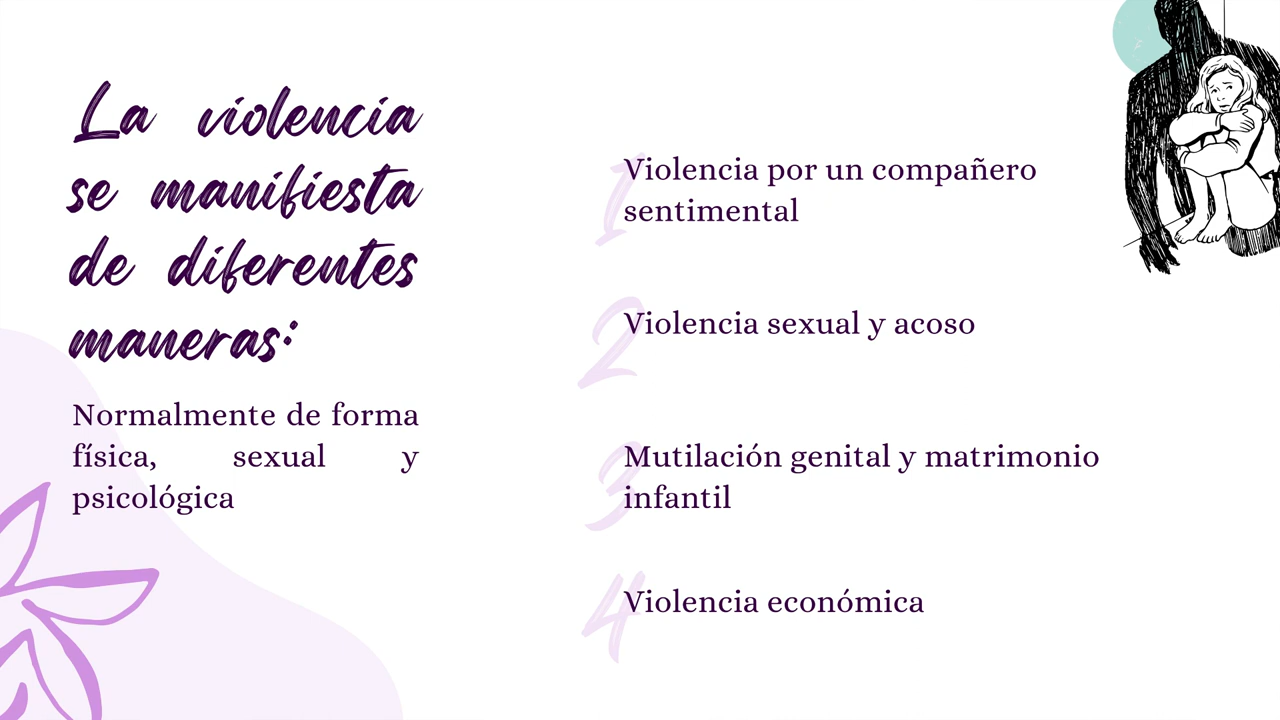 La violencia
se manifiesta
de diferentes
maneras:
Normalmente de forma
física, sexual y
psicológica
1
Violencia por un compañero
sentimental
2
Violencia sexual y acoso
3
Mutilación genital y matrimonio
infantil
4
Violencia económica